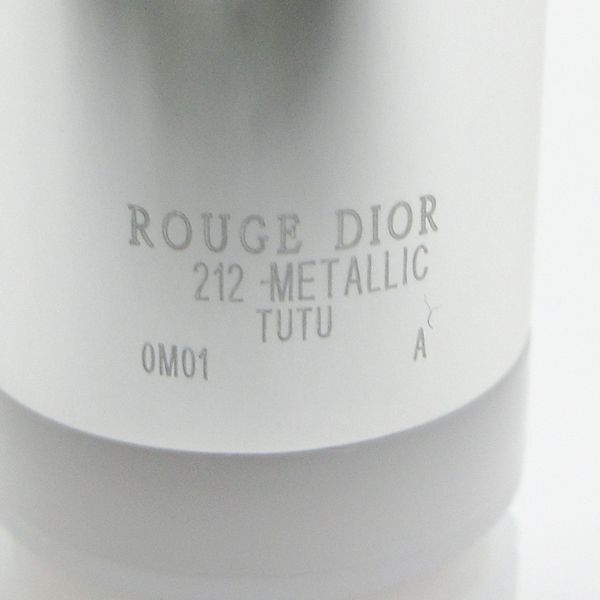 ROUGE DIOR
212 -METALLIC
TUTU
0M01 A